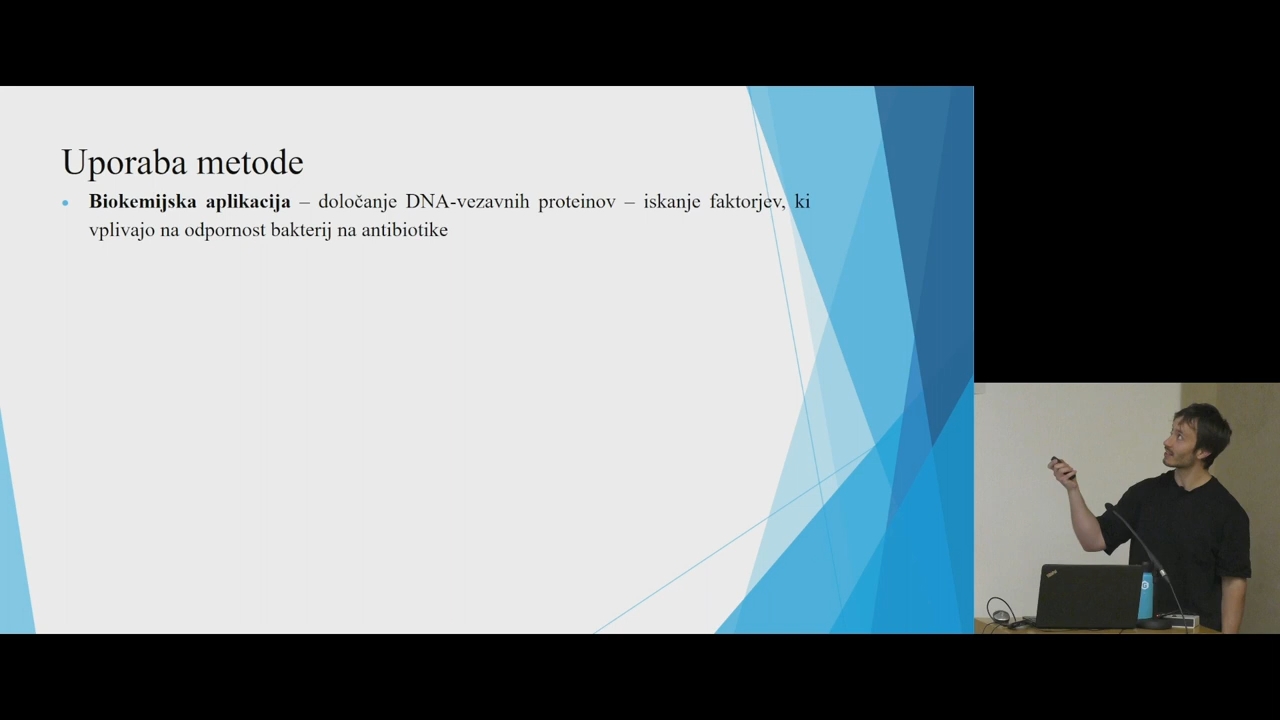 Uporaba metode
• Biokemijska aplikacija – določanje DNA-vezavnih proteinov – iskanje faktorjev, ki
vplivajo na odpornost bakterij na antibiotike